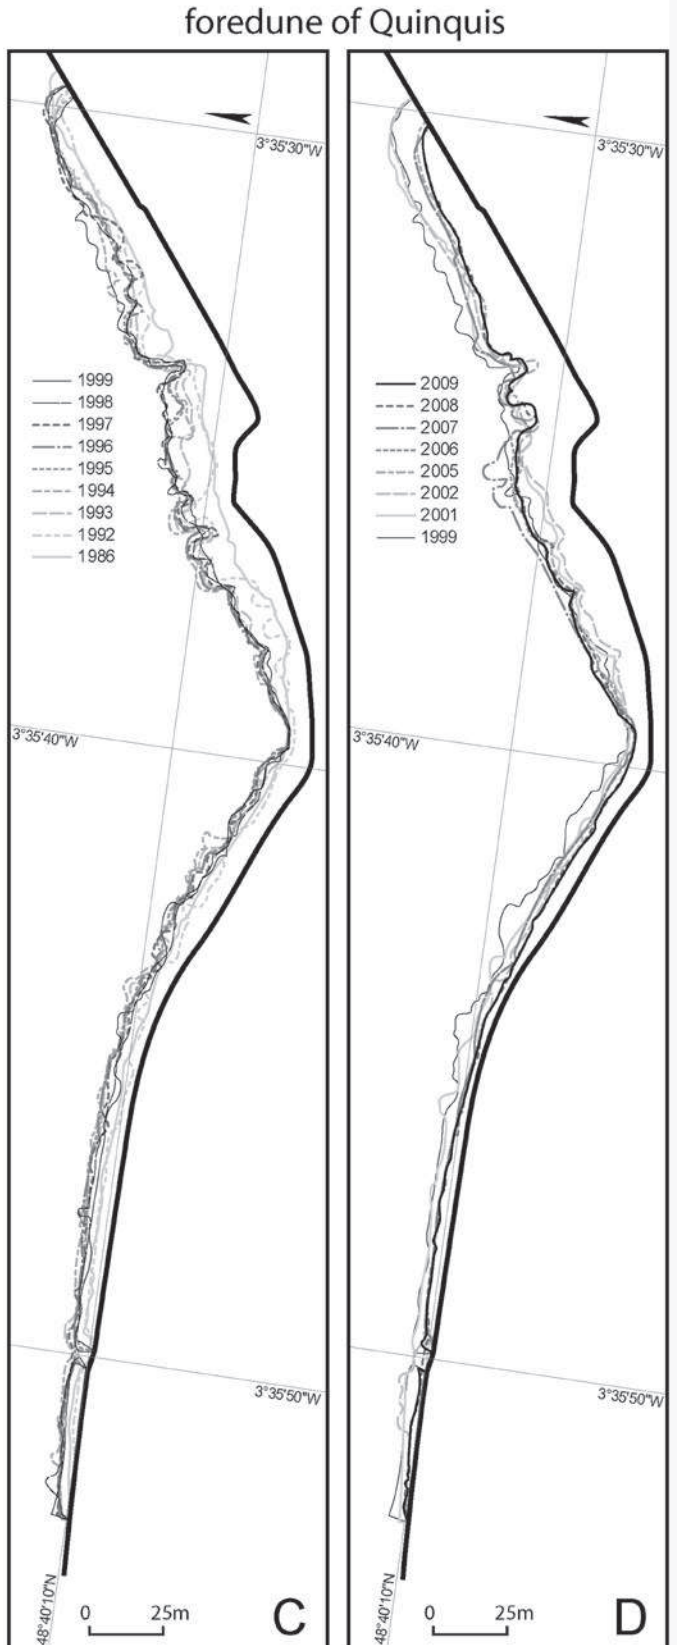 foredune of Quinquis
3°35'30"W
1999
1998
1997
1996
1995
1994
1993
1992
1986
3°35'40"W
3°35'50"W
48°40'10"N
0 25m
C
3°35'30"W
2009
2008
2007
2006
2005
2002
2001
1999
3°35'40"W
3°35'50"W
48°40'10"N
0 25m
D